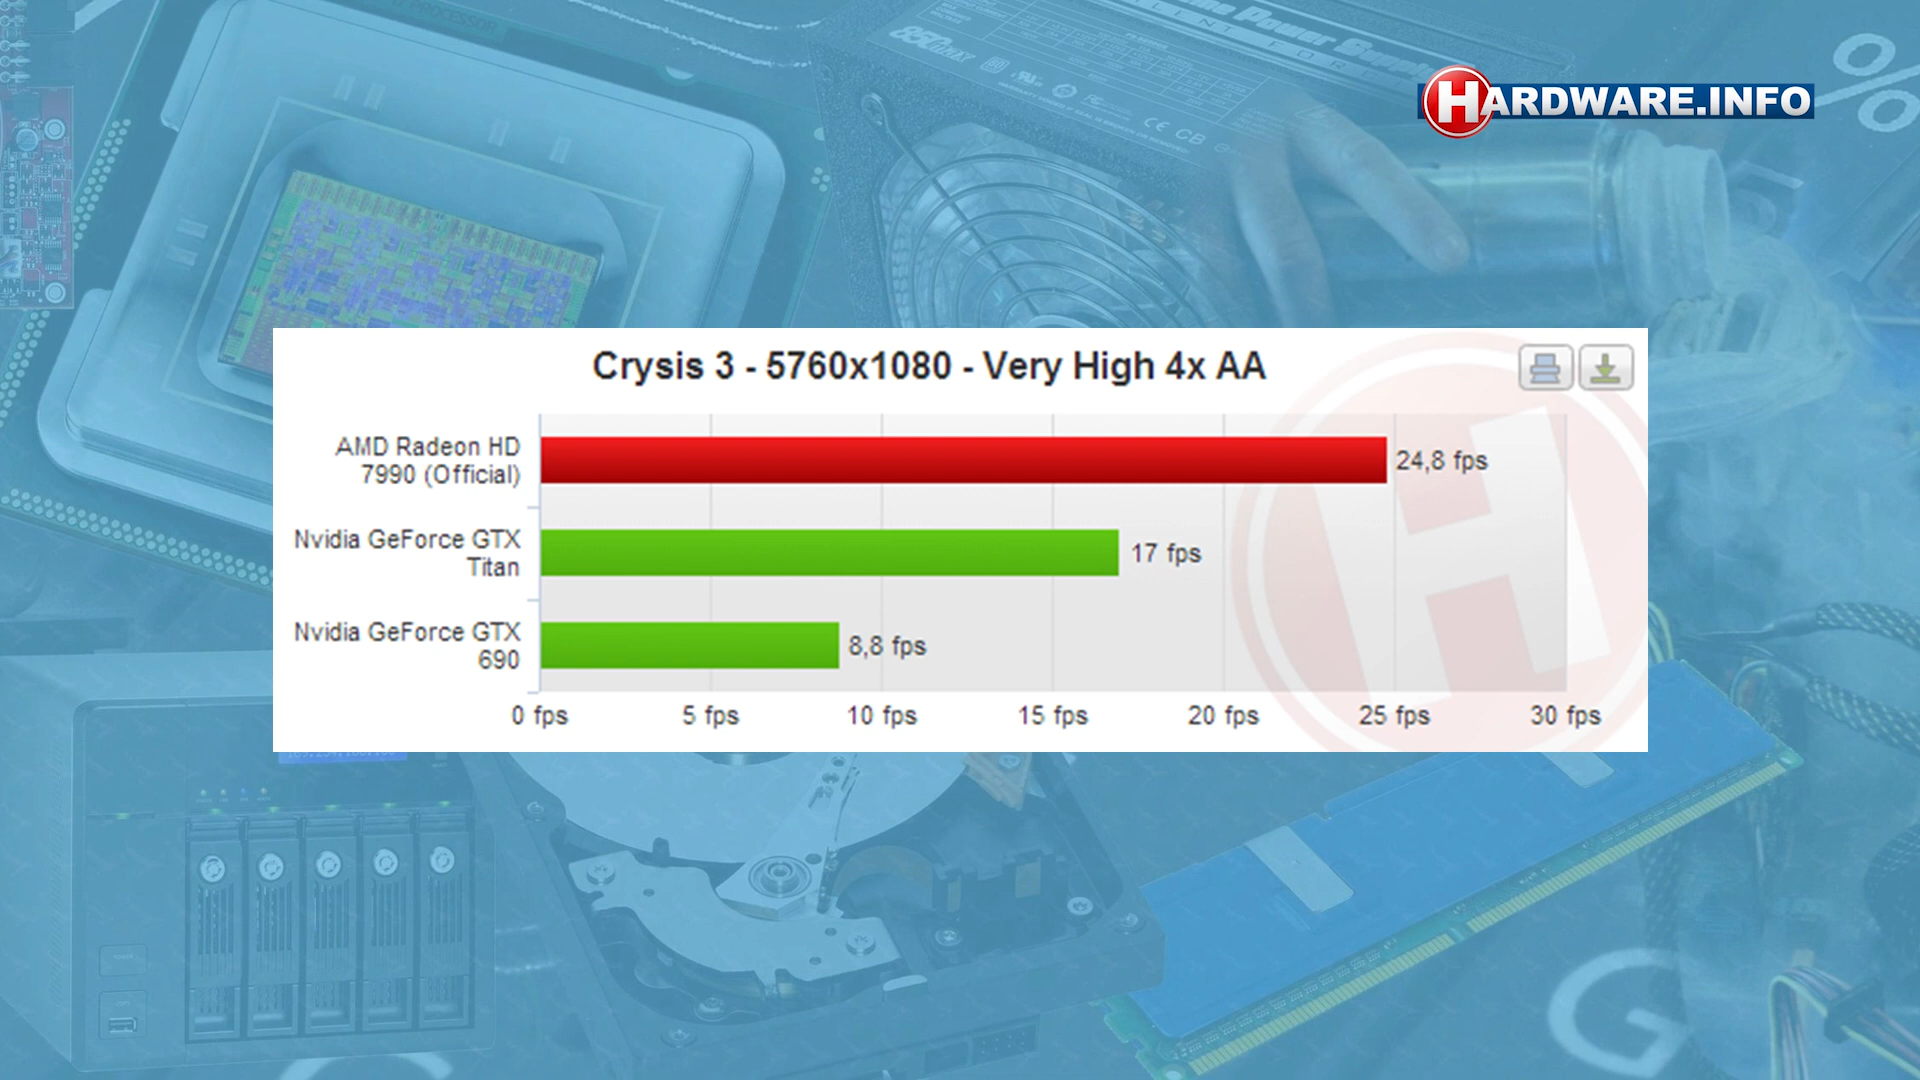 HARDWARE.INFO
Crysis 3 - 5760x1080 - Very High 4x AA
AMD Radeon HD
7990 (Official)
24,8 fps
Nvidia GeForce GTX
Titan
17 fps
Nvidia GeForce GTX
690
8,8 fps
0 fps 5 fps 10 fps 15 fps 20 fps 25 fps 30 fps